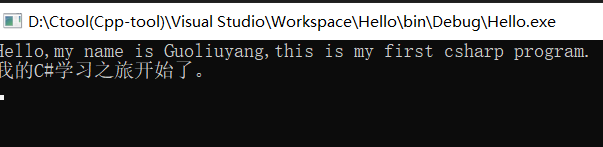 D:\Ctool(Cpp-tool)\Visual Studio\Workspace\Hello\bin\Debug\Hello.exe
Hello,my name is Guoliuyang,this is my first csharp program.
我的C#学习之旅开始了。